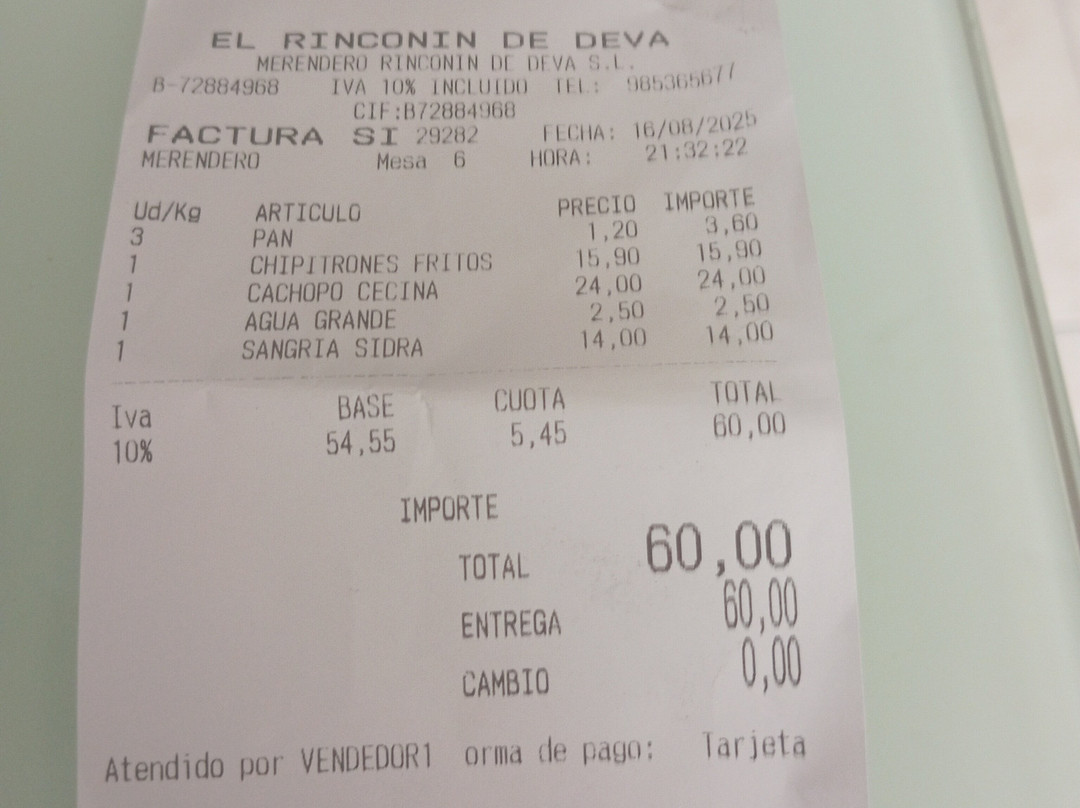 EL RINCONIN DE DEVA
MERENDERO RINCONIN DE DEVA S.L.
B-72884968 IVA 10% INCLUIDO TEL: 985365677
CIF:B72884968
FACTURA SI 29282 FECHA: 16/08/2025
MERENDERO Mesa 6 HORA: 21:32:22
Ud/Kg ARTICULO PRECIO IMPORTE
3 PAN 1,20 3,60
1 CHIPITRONES FRITOS 15,90 15,90
1 CACHOPO CECINA 24,00 24,00
1 AGUA GRANDE 2,50 2,50
1 SANGRIA SIDRA 14,00 14,00
Iva BASE CUOTA TOTAL
10% 54,55 5,45 60,00
IMPORTE
TOTAL 60,00
ENTREGA 60,00
CAMBIO 0,00
Atendido por VENDEDOR1 orma de pago: Tarjeta